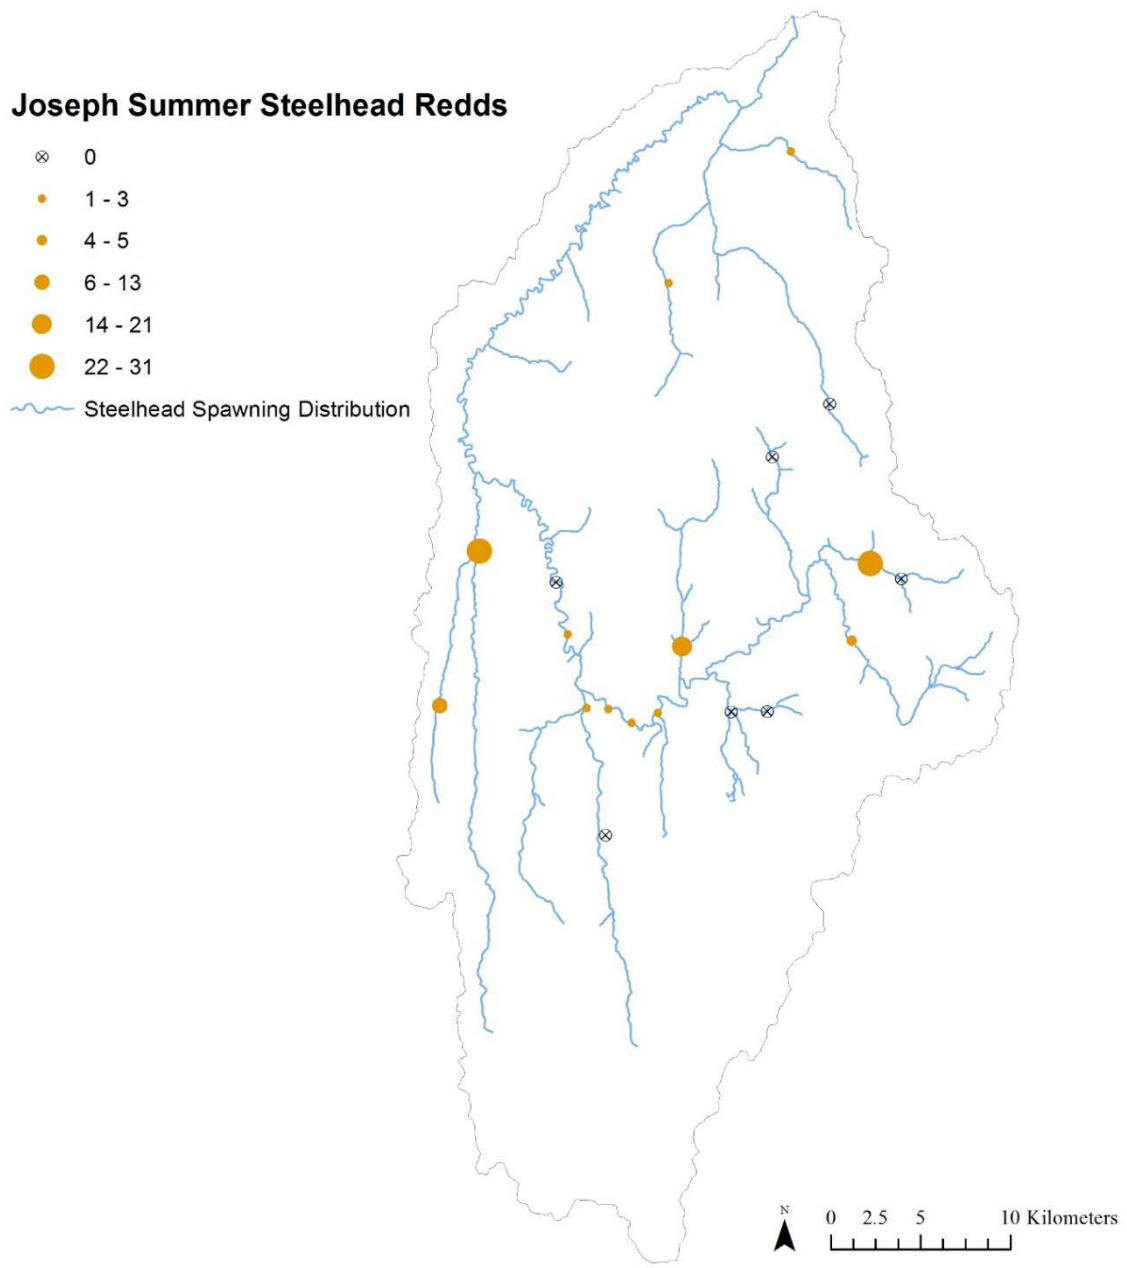 Joseph Summer Steelhead Redds
0
1 - 3
4 - 5
6 - 13
14 - 21
22 - 31
Steelhead Spawning Distribution
N
0 2.5 5 10 Kilometers